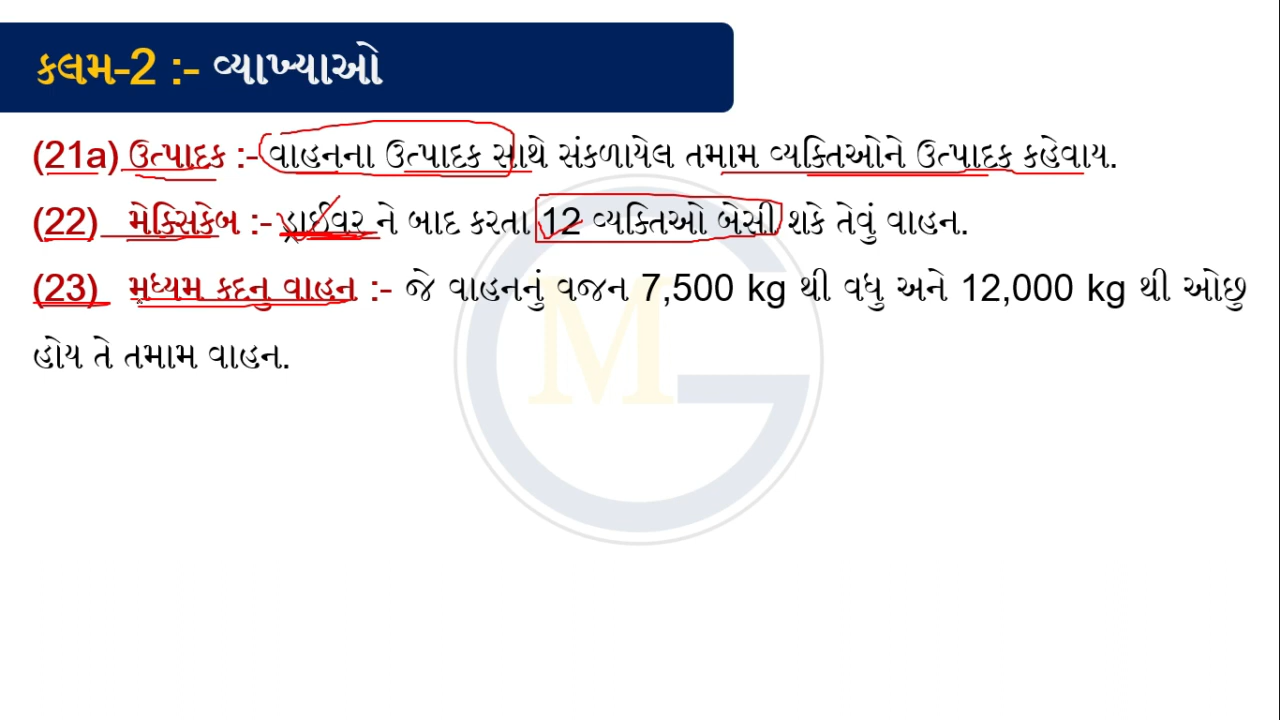 કલમ-2 :- વ્યાખ્યાઓ
(21a) ઉત્પાદક :- વાહનના ઉત્પાદક સાથે સંકળાયેલ તમામ વ્યક્તિઓને ઉત્પાદક કહેવાય.
(22) મેક્સિકેબ :- ડ્રાઈવર ને બાદ કરતા 12 વ્યક્તિઓ બેસી શકે તેવું વાહન.
(23) મધ્યમ કદનુ વાહન :- જે વાહનનું વજન 7,500 kg થી વધુ અને 12,000 kg થી ઓછુ
હોય તે તમામ વાહન.
MG